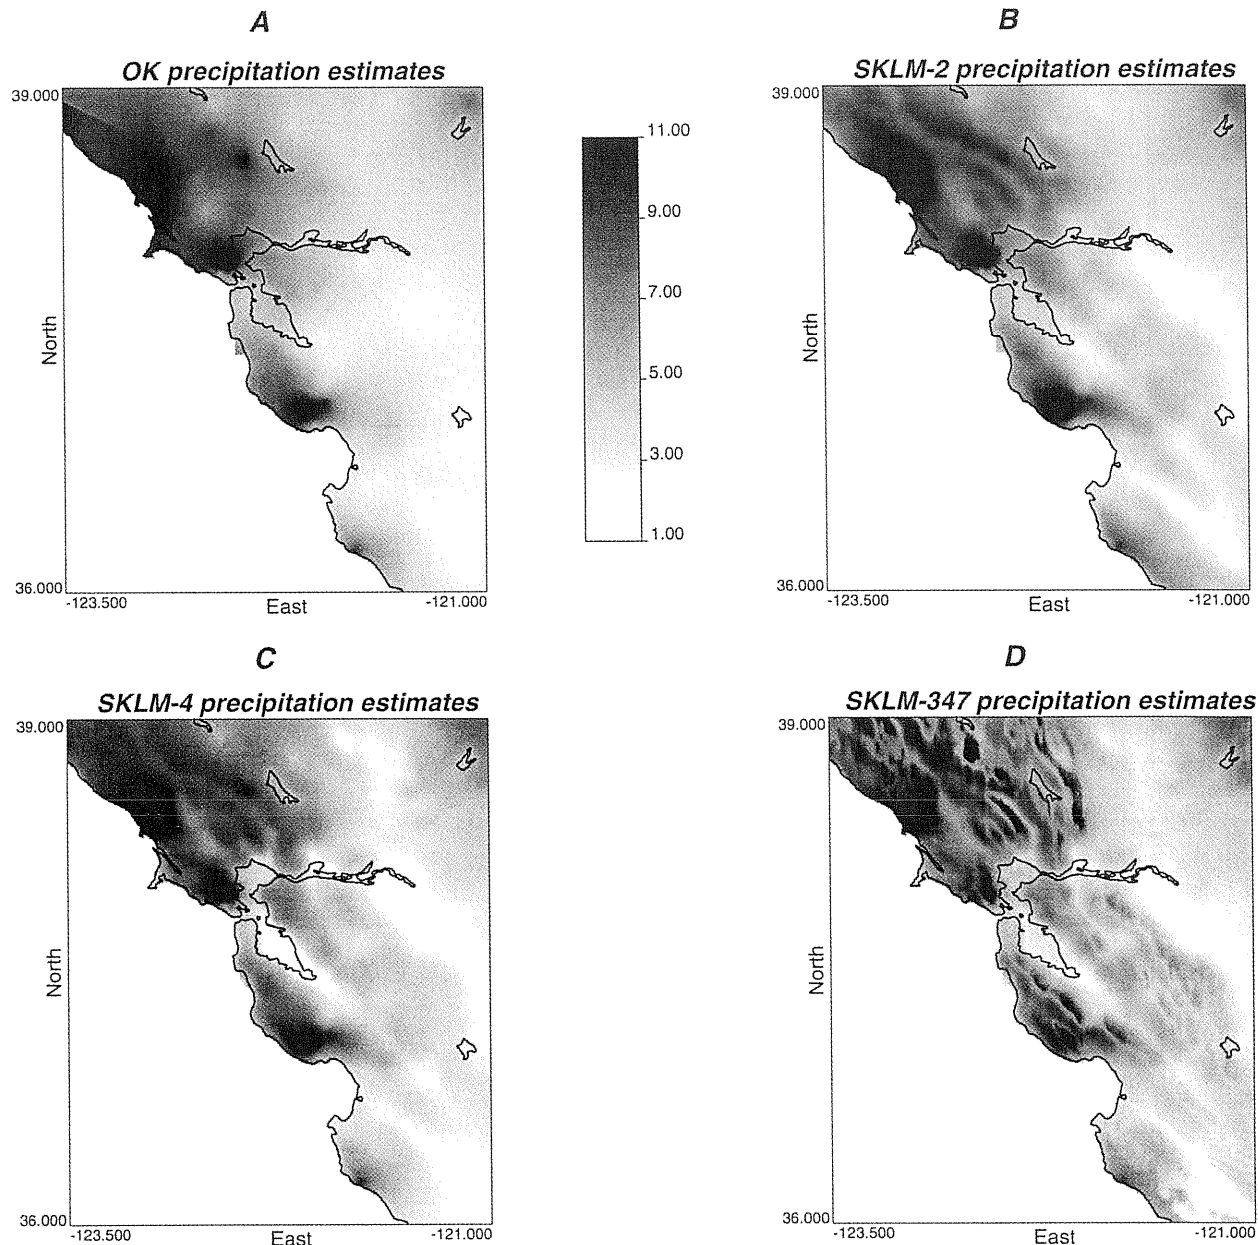 A
OK precipitation estimates
39.000
North
36.000
-123.500
East
-121.000
11.00
9.00
7.00
5.00
3.00
1.00
B
SKLM-2 precipitation estimates
39.000
North
36.000
-123.500
East
-121.000
C
SKLM-4 precipitation estimates
39.000
North
36.000
-123.500
East
-121.000
D
SKLM-347 precipitation estimates
39.000
North
36.000
-123.500
East
-121.000